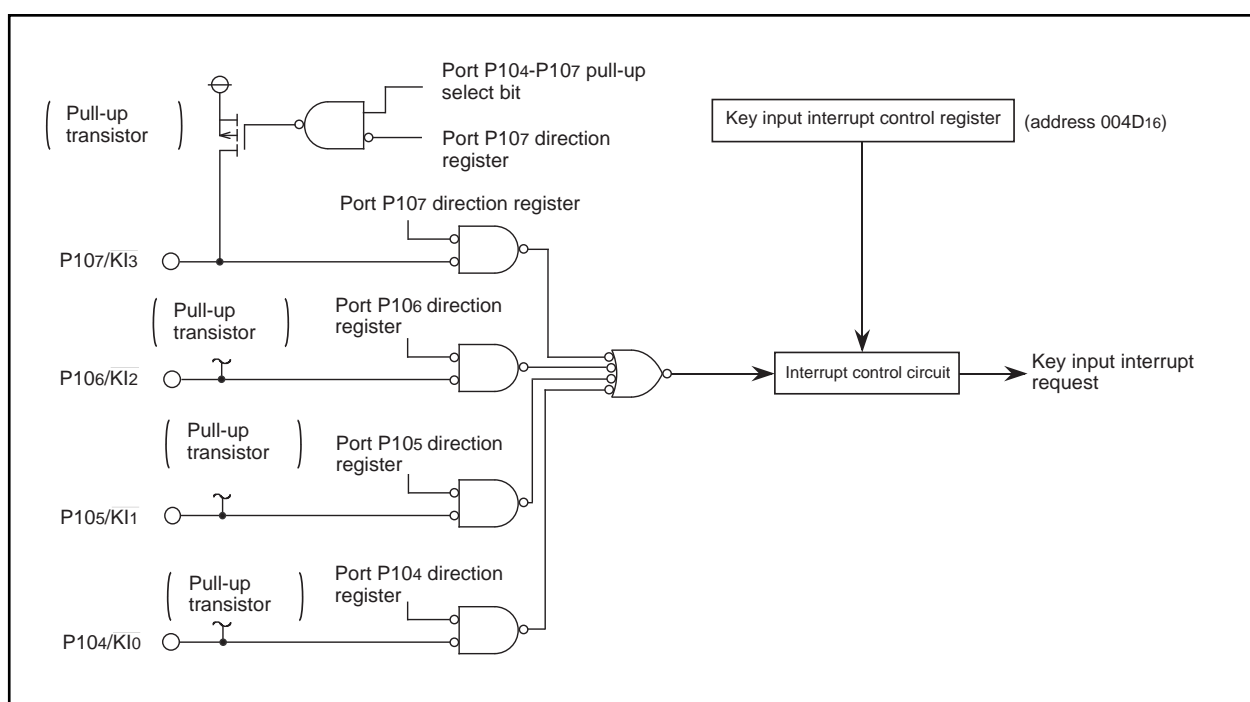 Port P104-P107 pull-up
select bit
( Pull-up
transistor )
Port P107 direction
register
Key input interrupt control register (address 004D16)
Port P107 direction register
P107/KI3
( Pull-up
transistor )
Port P106 direction
register
P106/KI2
Interrupt control circuit
Key input interrupt
request
( Pull-up
transistor )
Port P105 direction
register
P105/KI1
( Pull-up
transistor )
Port P104 direction
register
P104/KI0